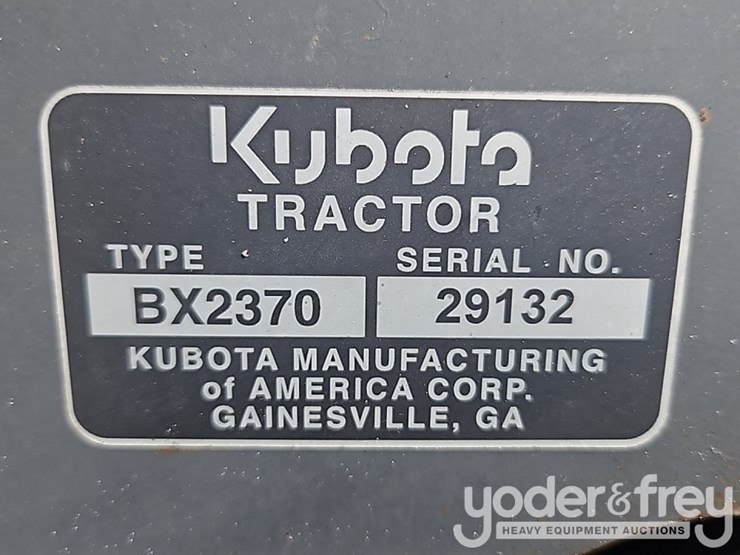 Kubota
TRACTOR
TYPE SERIAL NO.
BX2370 29132
KUBOTA MANUFACTURING
of AMERICA CORP.
GAINESVILLE, GA
yoder&frey
HEAVY EQUIPMENT AUCTIONS